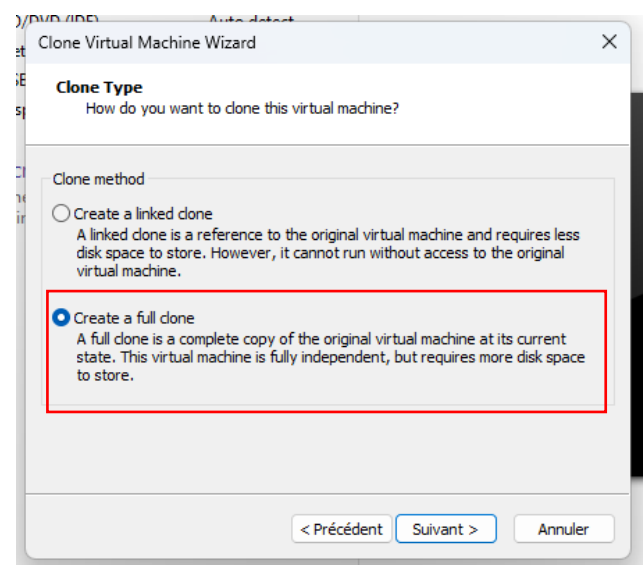 D/DVD (IDE) Auto detect
Clone Virtual Machine Wizard
Clone Type
How do you want to clone this virtual machine?
Clone method
Create a linked clone
A linked clone is a reference to the original virtual machine and requires less
disk space to store. However, it cannot run without access to the original
virtual machine.
Create a full clone
A full clone is a complete copy of the original virtual machine at its current
state. This virtual machine is fully independent, but requires more disk space
to store.
< Précédent Suivant > Annuler